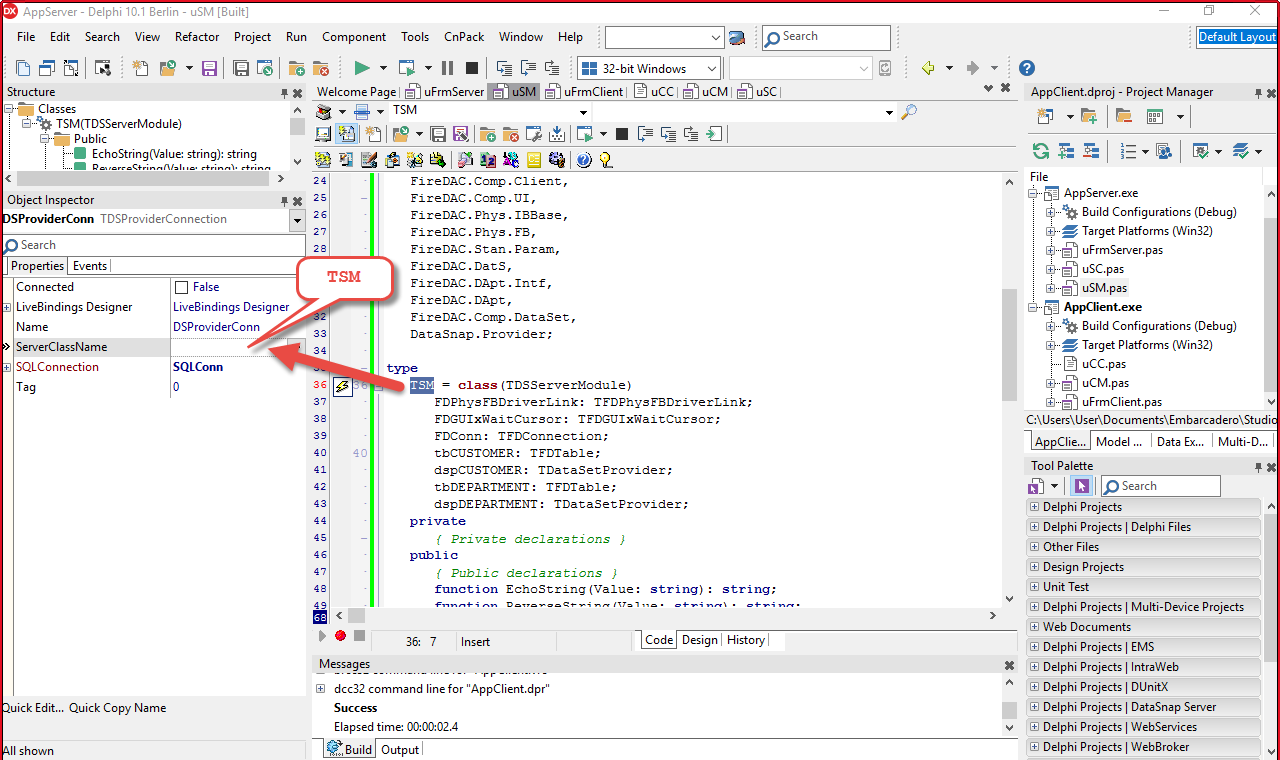 AppServer - Delphi 10.1 Berlin - uSM [Built]
File Edit Search View Refactor Project Run Component Tools CnPack Window Help
Search
Default Layout
32-bit Windows
Structure
Classes
TSM(TDSServerModule)
Public
EchoString(Value: string): string
ReverseString(Value: string): string
Object Inspector
DSProviderConn TDSProviderConnection
Search
Properties Events
Connected False
LiveBindings Designer LiveBindings Designer
Name DSProviderConn
ServerClassName
SQLConnection SQLConn
Tag 0
Quick Edit... Quick Copy Name
All shown
TSM
Welcome Page uFrmServer uSM uFrmClient uCC uCM uSC
TSM
24 FireDAC.Comp.Client,
25 FireDAC.Comp.UI,
26 FireDAC.Phys.IBBase,
27 FireDAC.Phys.FB,
28 FireDAC.Stan.Param,
FireDAC.DatS,
FireDAC.DApt.Intf,
FireDAC.DApt,
32 FireDAC.Comp.DataSet,
33 DataSnap.Provider;
34
type
36 36 TSM = class(TDSServerModule)
37 FDPhysFBDriverLink: TFDPhysFBDriverLink;
38 FDGUIxWaitCursor: TFDGUIxWaitCursor;
39 FDConn: TFDConnection;
40 40 tbCUSTOMER: TFDTable;
41 dspCUSTOMER: TDataSetProvider;
42 tbDEPARTMENT: TFDTable;
43 dspDEPARTMENT: TDataSetProvider;
44 private
45 { Private declarations }
46 public
47 { Public declarations }
48 function EchoString(Value: string): string;
49 function ReverseString(Value: string): string;
68
36: 7 Insert
Code Design History
Messages
dcc32 command line for "AppClient.dpr"
Success
Elapsed time: 00:00:02.4
Build Output
AppClient.dproj - Project Manager
File
AppServer.exe
Build Configurations (Debug)
Target Platforms (Win32)
uFrmServer.pas
uSC.pas
uSM.pas
AppClient.exe
Build Configurations (Debug)
Target Platforms (Win32)
uCC.pas
uCM.pas
uFrmClient.pas
C:\Users\User\Documents\Embarcadero\Studio
AppClie... Model ... Data Ex... Multi-D...
Tool Palette
Search
Delphi Projects
Delphi Projects | Delphi Files
Other Files
Design Projects
Unit Test
Delphi Projects | Multi-Device Projects
Web Documents
Delphi Projects | EMS
Delphi Projects | IntraWeb
Delphi Projects | DUnitX
Delphi Projects | DataSnap Server
Delphi Projects | WebServices
Delphi Projects | WebBroker